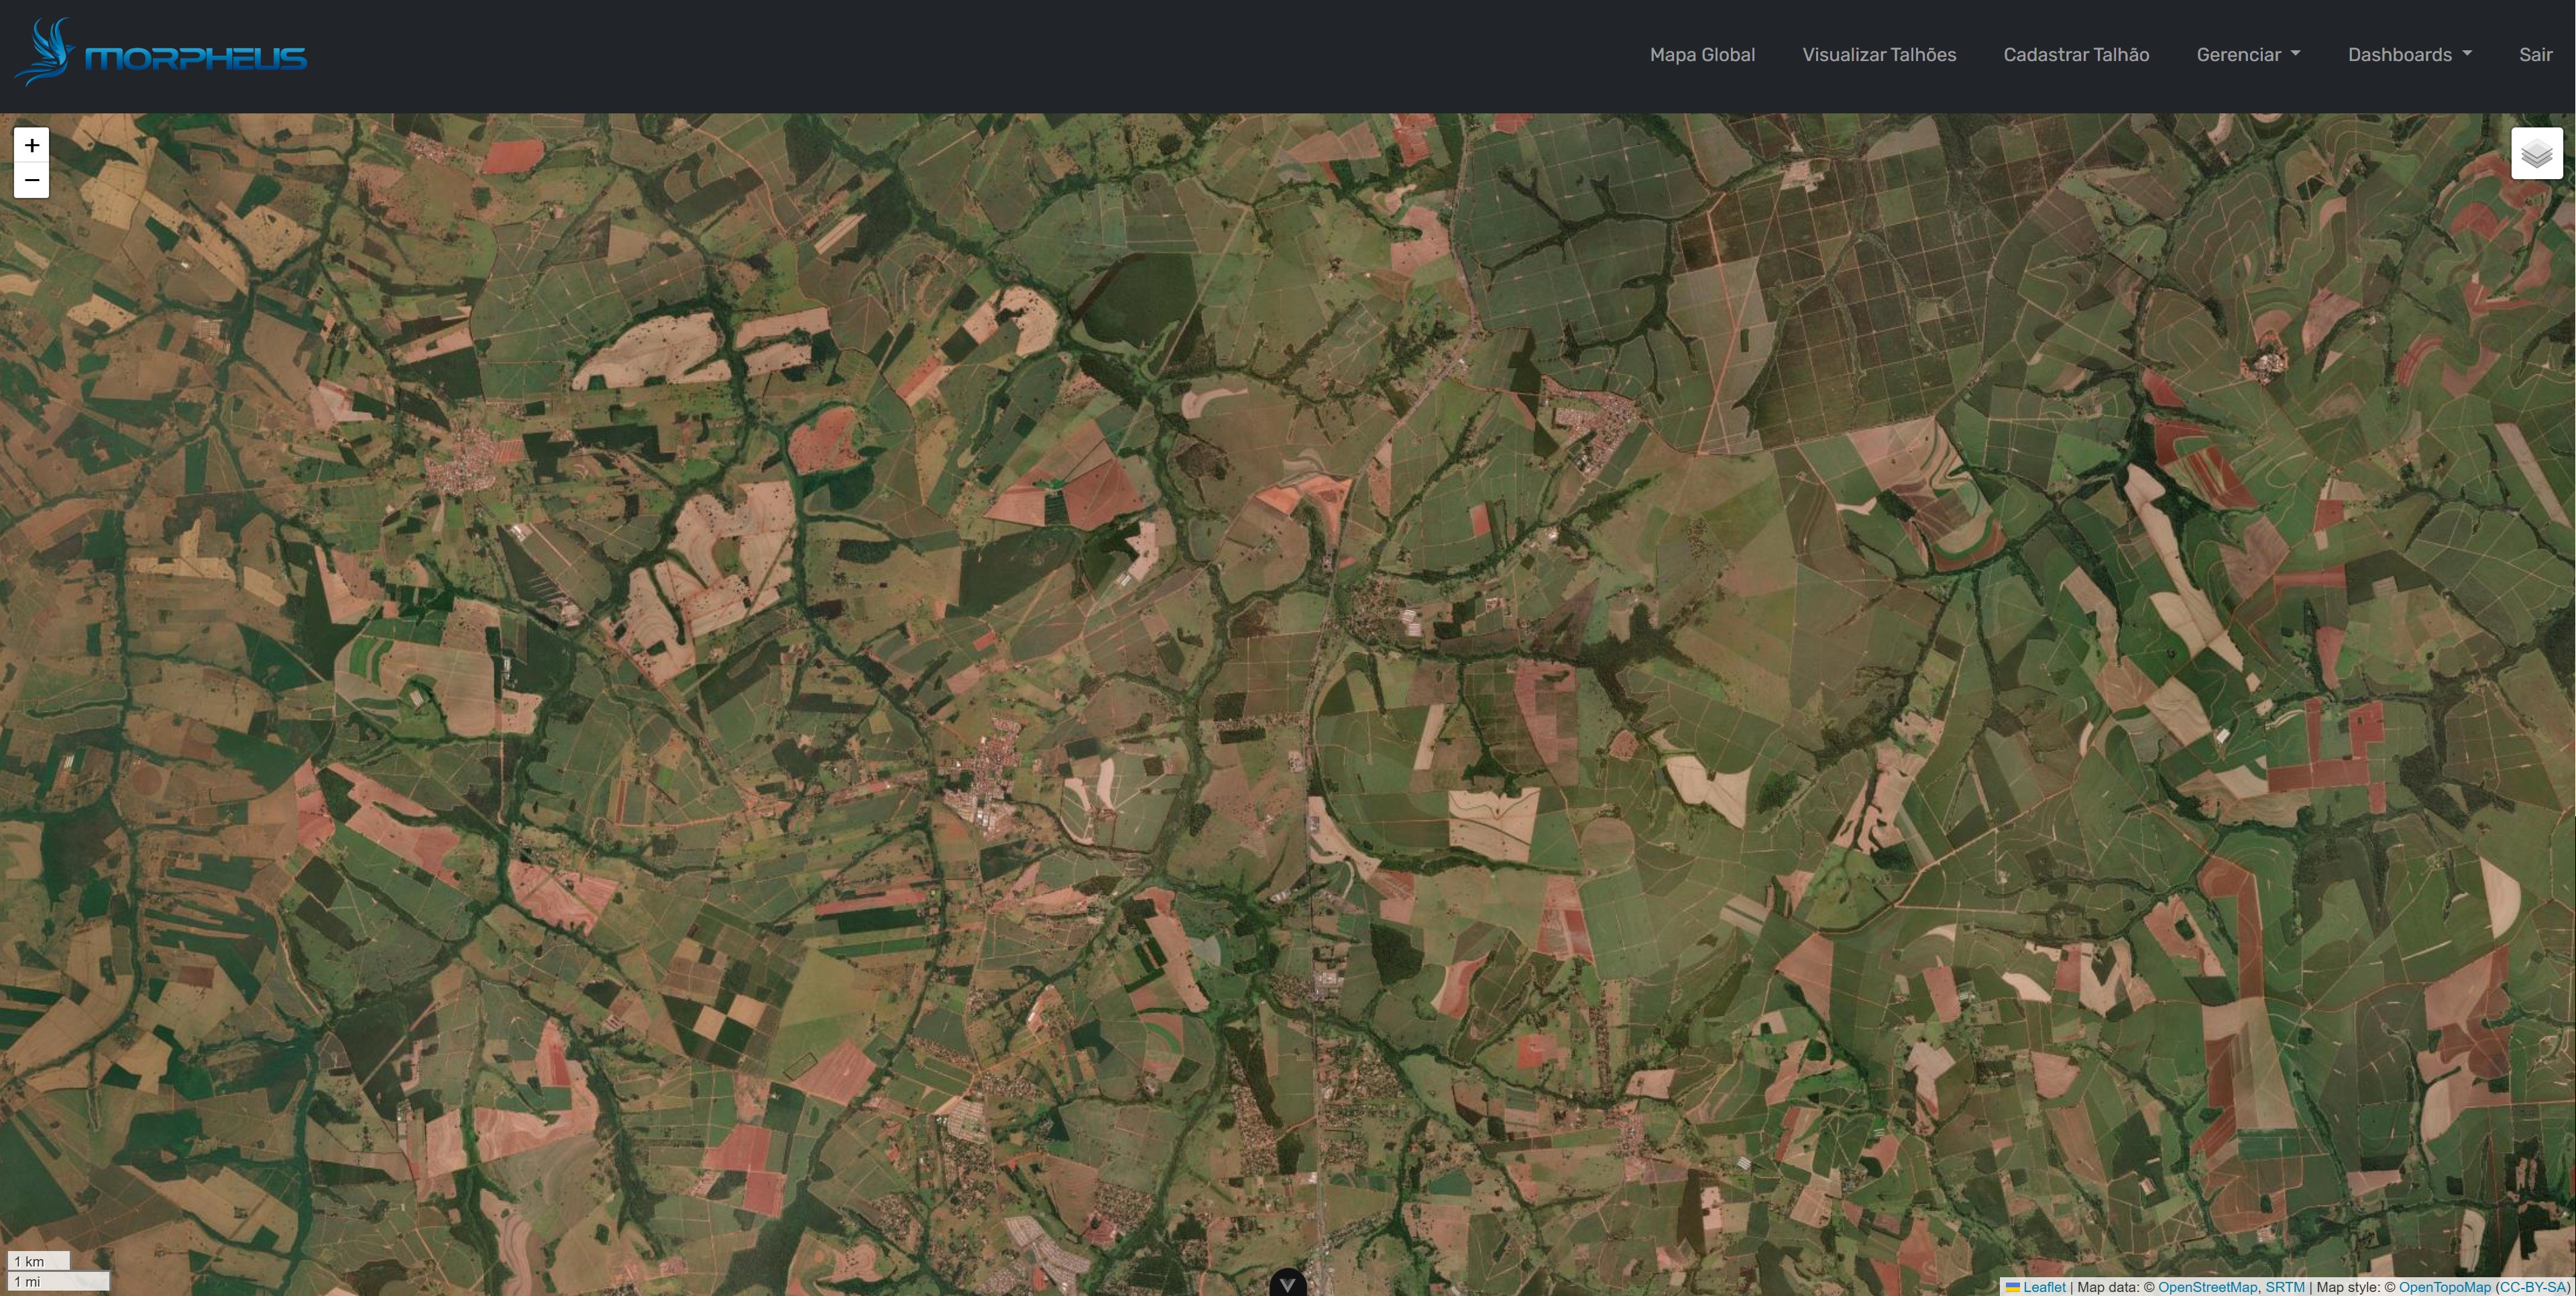 MORPHEUS
Mapa Global Visualizar Talhões Cadastrar Talhão Gerenciar Dashboards Sair
+
−
1 km
1 mi
Leaflet | Map data: © OpenStreetMap, SRTM | Map style: © OpenTopoMap (CC-BY-SA)